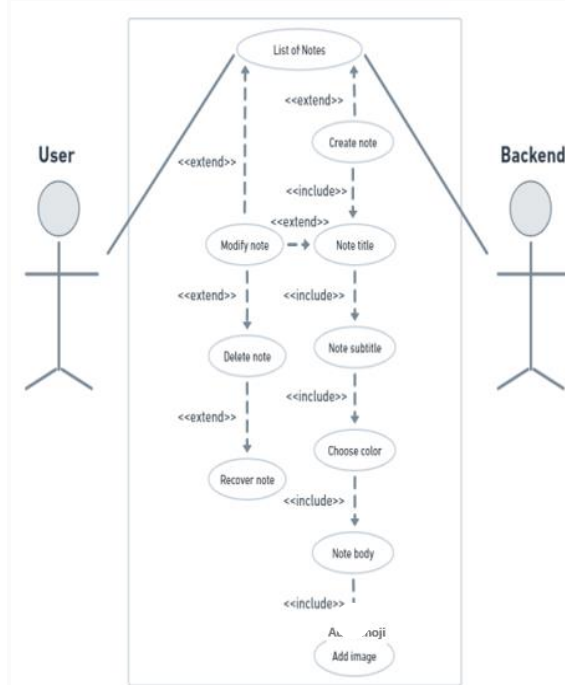 List of Notes
<<extend>>
Create note
User
Backend
<<extend>>
<<include>>
<<extend>>
Modify note
Note title
<<extend>>
<<include>>
Delete note
Note subtitle
<<include>>
<<extend>>
Choose color
Recover note
<<include>>
Note body
<<include>>
Add image